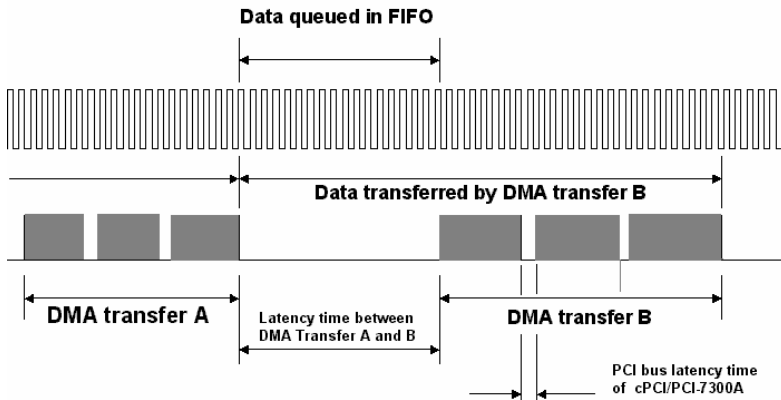 Data queued in FIFO
Data transferred by DMA transfer B
DMA transfer A
Latency time between
DMA Transfer A and B
DMA transfer B
PCI bus latency time
of cPCI/PCI-7300A